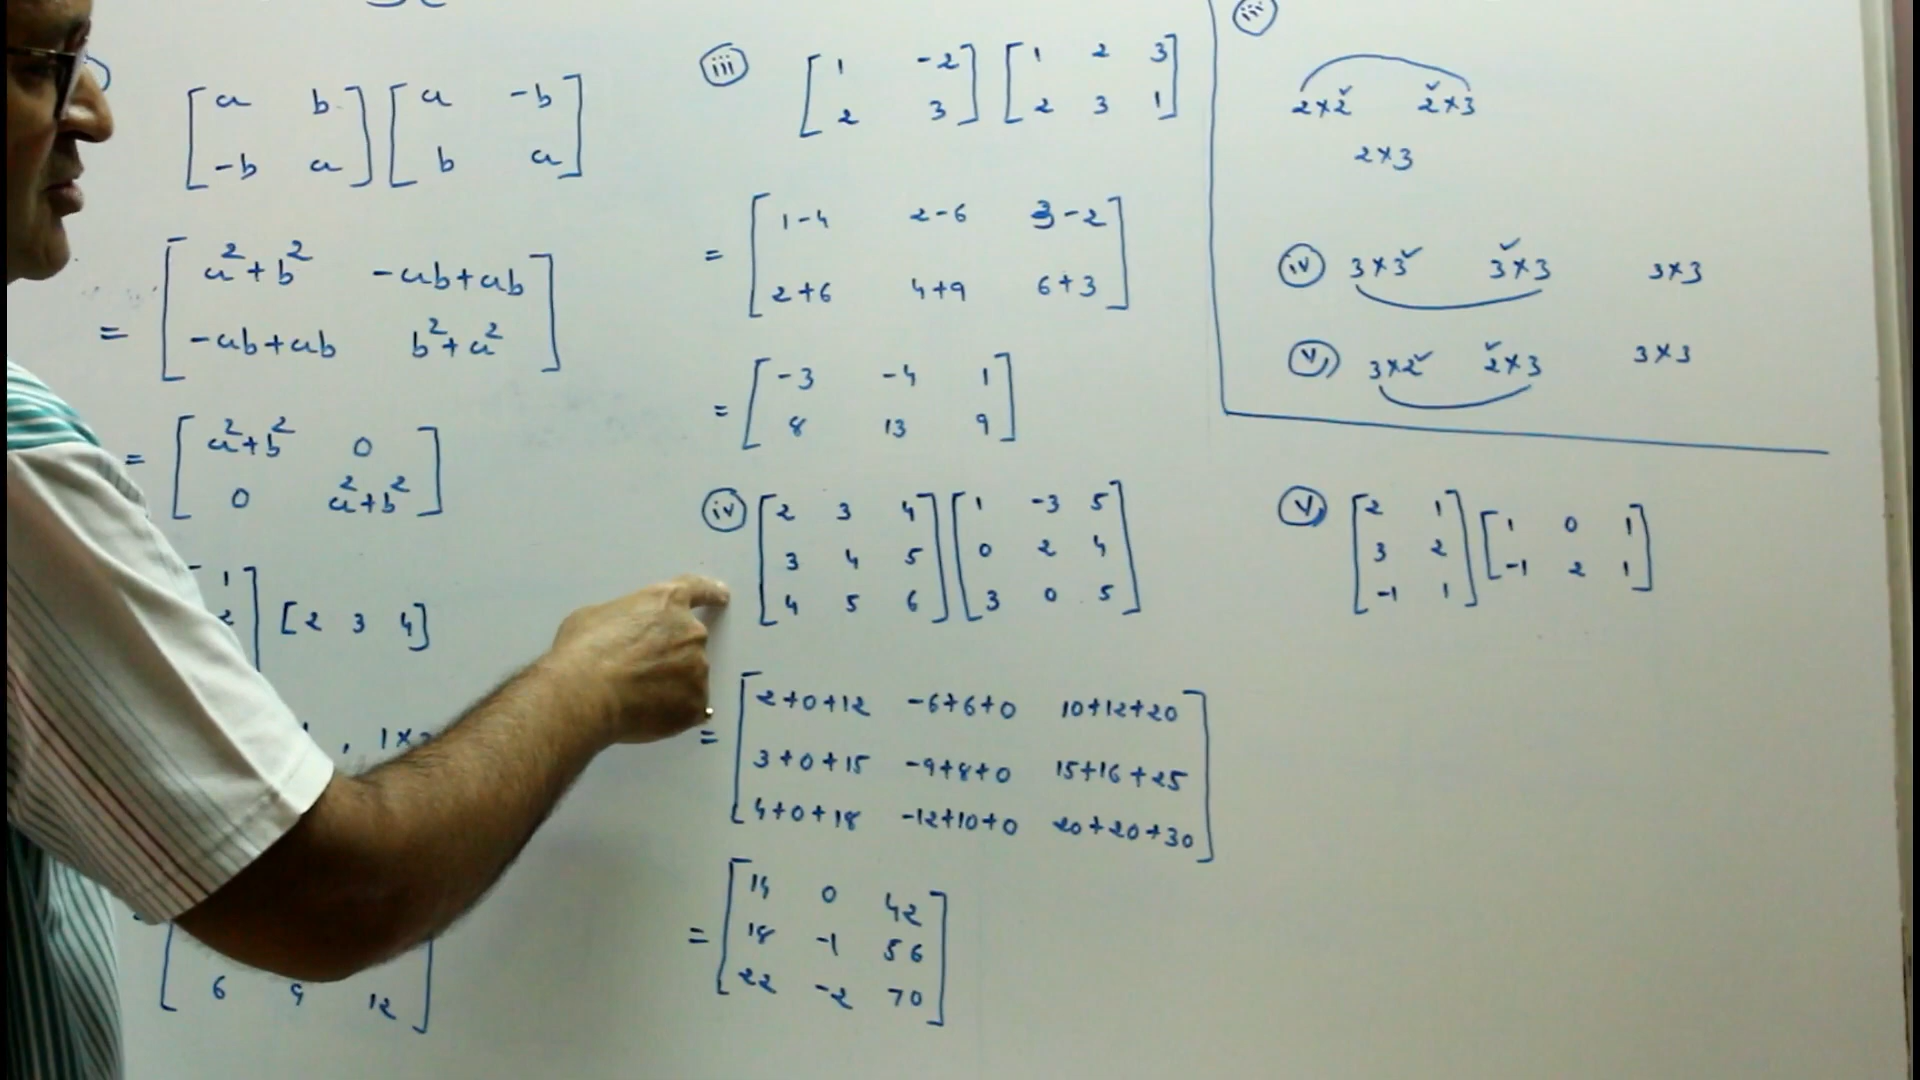 [a b] [a -b]
[-b a] [b a]
= [a²+b² -ab+ab]
[-ab+ab b²+a²]
= [a²+b² 0]
[0 a²+b²]
1
2 [2 3 4]
, 1×
6 9 12
(iii) [1 -2] [1 2 3]
[2 3] [2 3 1]
= [1-4 2-6 3-2]
[2+6 4+9 6+3]
= [-3 -4 1]
[8 13 9]
(iv) [2 3 4] [1 -3 5]
[3 4 5] [0 2 4]
[4 5 6] [3 0 5]
= [2+0+12 -6+6+0 10+12+20]
[3+0+15 -9+8+0 15+16+25]
[4+0+18 -12+10+0 20+20+30]
= [14 0 42]
[18 -1 56]
[22 -2 70]
(iii)
2×2✓ ✓2×3
2×3
(iv) 3×3✓ ✓3×3 3×3
(v) 3×2✓ ✓2×3 3×3
(v) [2 1] [1 0 1]
[3 2] [-1 2 1]
[-1 1]